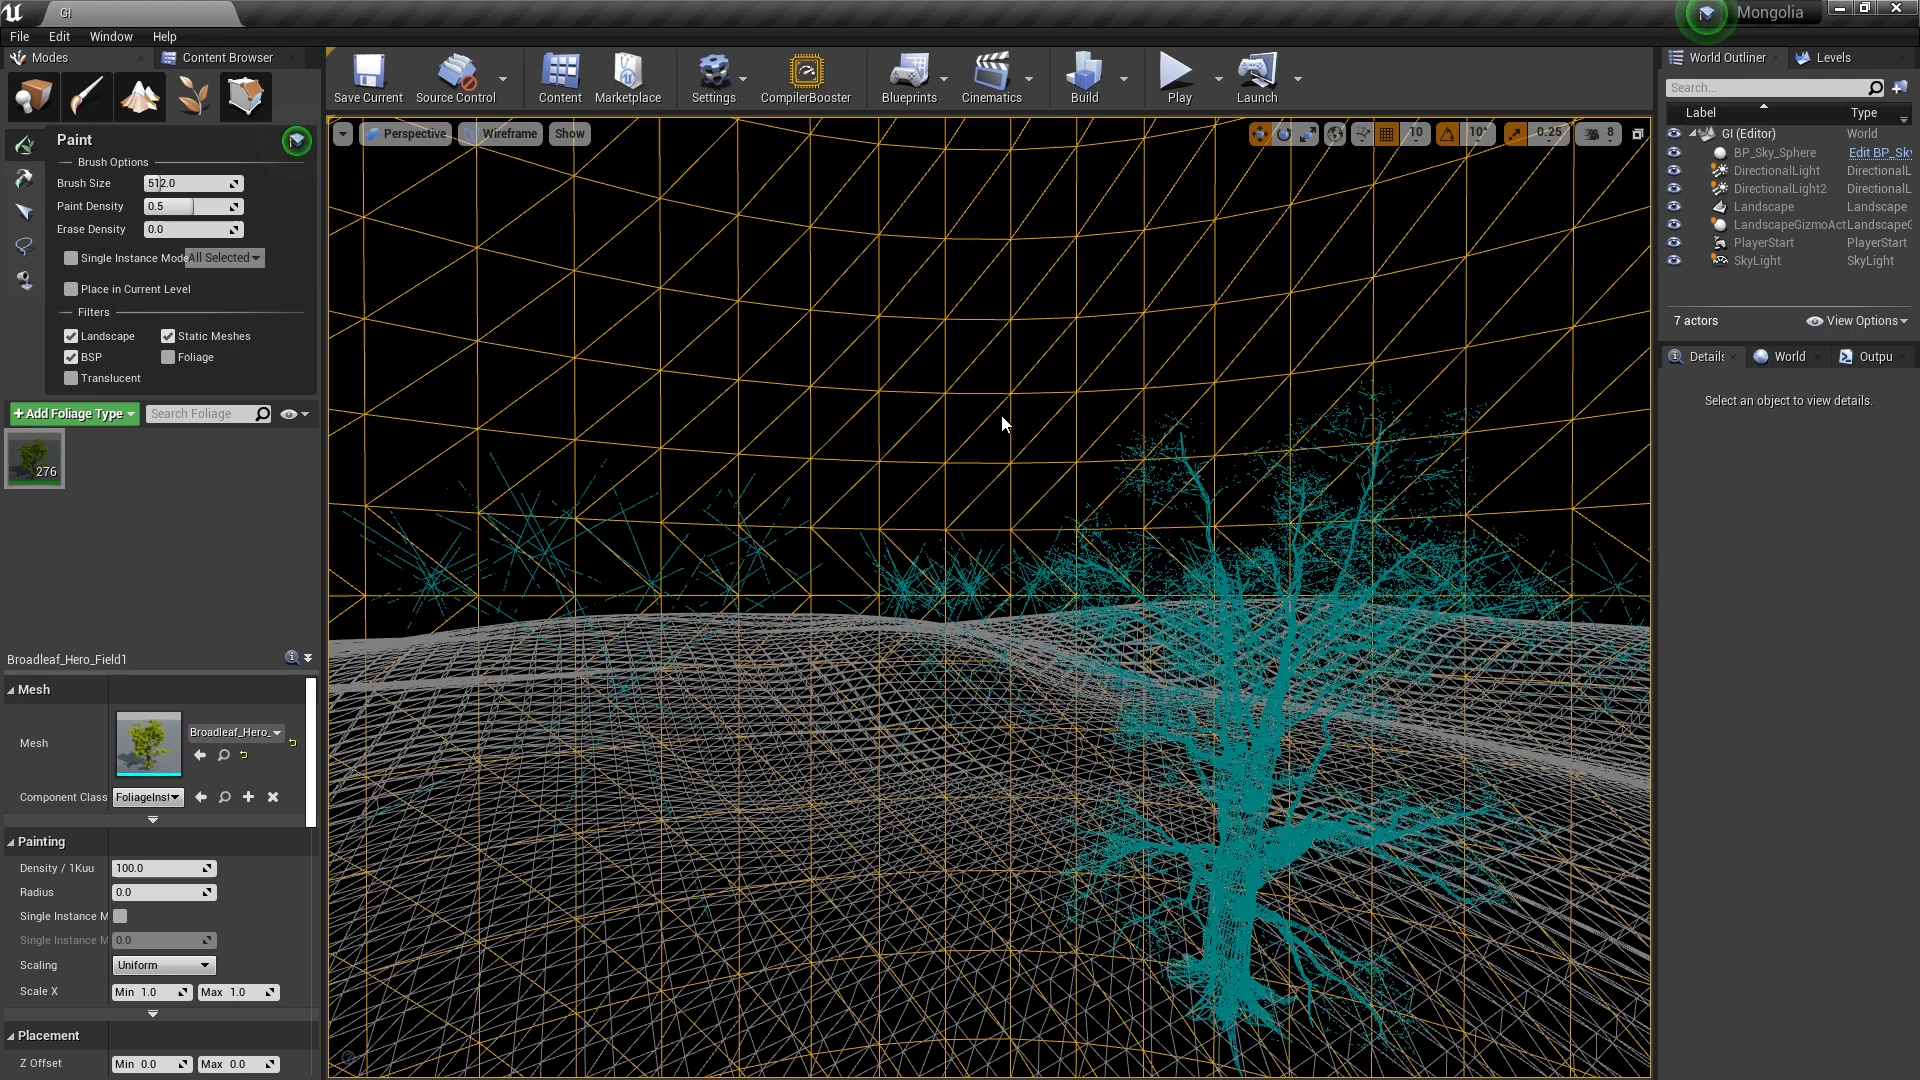 GI
Mongolia
File Edit Window Help
Modes
Content Browser
Save Current
Source Control
Content
Marketplace
Settings
CompilerBooster
Blueprints
Cinematics
Build
Play
Launch
World Outliner
Levels
Search...
Label Type
GI (Editor) World
BP_Sky_Sphere Edit BP_Sky
DirectionalLight DirectionalL
DirectionalLight2 DirectionalL
Landscape Landscape
LandscapeGizmoAct LandscapeG
PlayerStart PlayerStart
SkyLight SkyLight
7 actors
View Options
Details
World
Outpu
Select an object to view details.
Perspective
Wireframe
Show
10
10°
0.25
8
Paint
Brush Options
Brush Size 512.0
Paint Density 0.5
Erase Density 0.0
Single Instance Mode All Selected
Place in Current Level
Filters
Landscape Static Meshes
BSP Foliage
Translucent
+Add Foliage Type
Search Foliage
276
Broadleaf_Hero_Field1
Mesh
Mesh Broadleaf_Hero_
Component Class FoliageInst
Painting
Density / 1Kuu 100.0
Radius 0.0
Single Instance M
Single Instance M 0.0
Scaling Uniform
Scale X Min 1.0 Max 1.0
Placement
Z Offset Min 0.0 Max 0.0